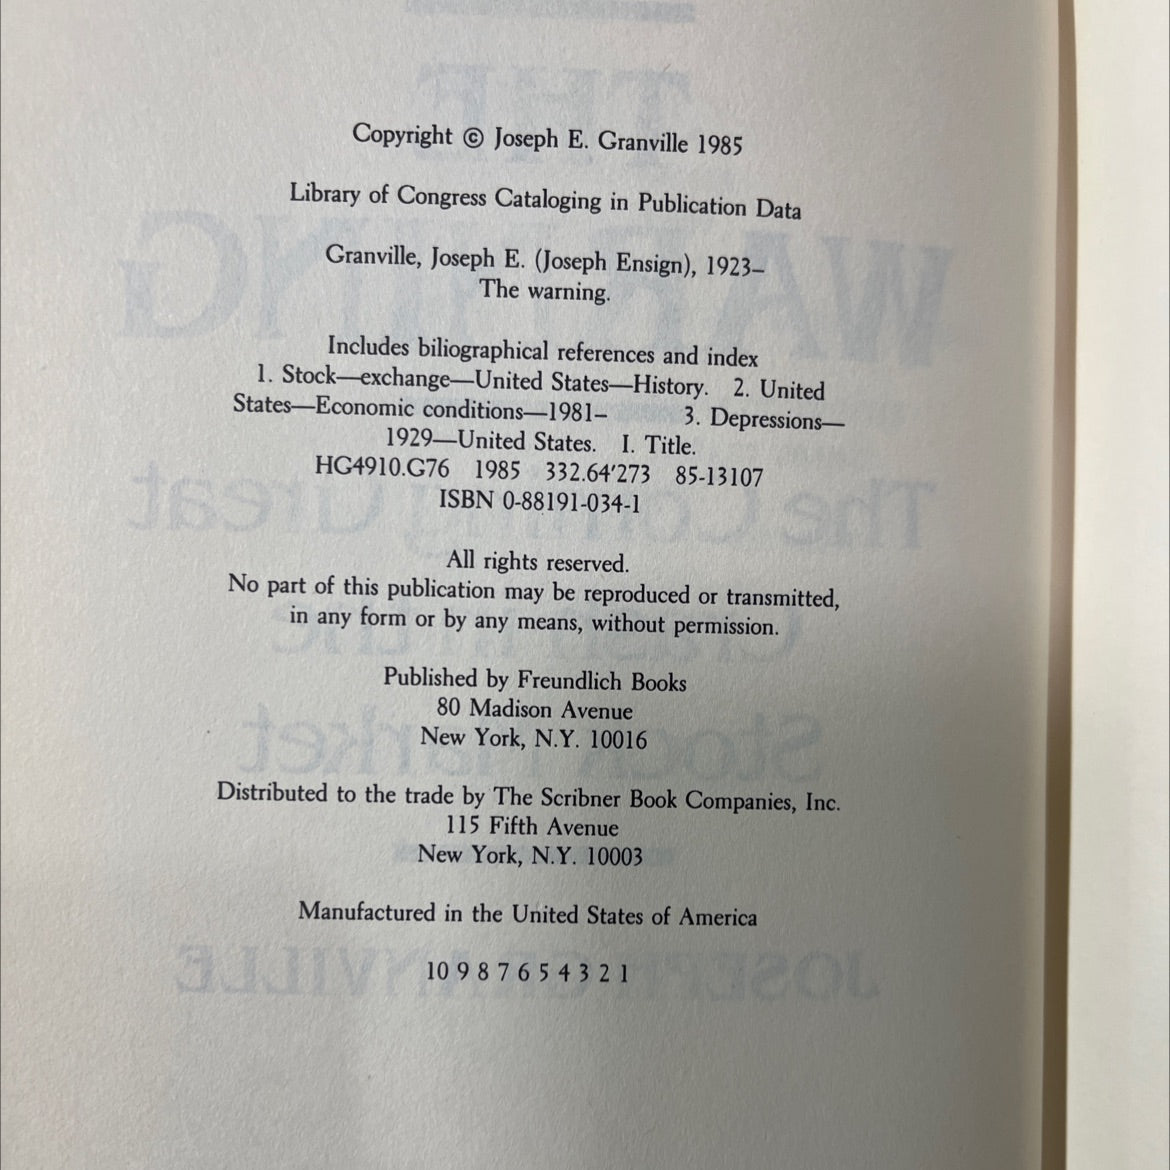 Copyright © Joseph E. Granville 1985
Library of Congress Cataloging in Publication Data
Granville, Joseph E. (Joseph Ensign), 1923–
The warning.
Includes biliographical references and index
1. Stock—exchange—United States—History. 2. United
States—Economic conditions—1981– 3. Depressions—
1929—United States. I. Title.
HG4910.G76 1985 332.64′273 85-13107
ISBN 0-88191-034-1
All rights reserved.
No part of this publication may be reproduced or transmitted,
in any form or by any means, without permission.
Published by Freundlich Books
80 Madison Avenue
New York, N.Y. 10016
Distributed to the trade by The Scribner Book Companies, Inc.
115 Fifth Avenue
New York, N.Y. 10003
Manufactured in the United States of America
10 9 8 7 6 5 4 3 2 1